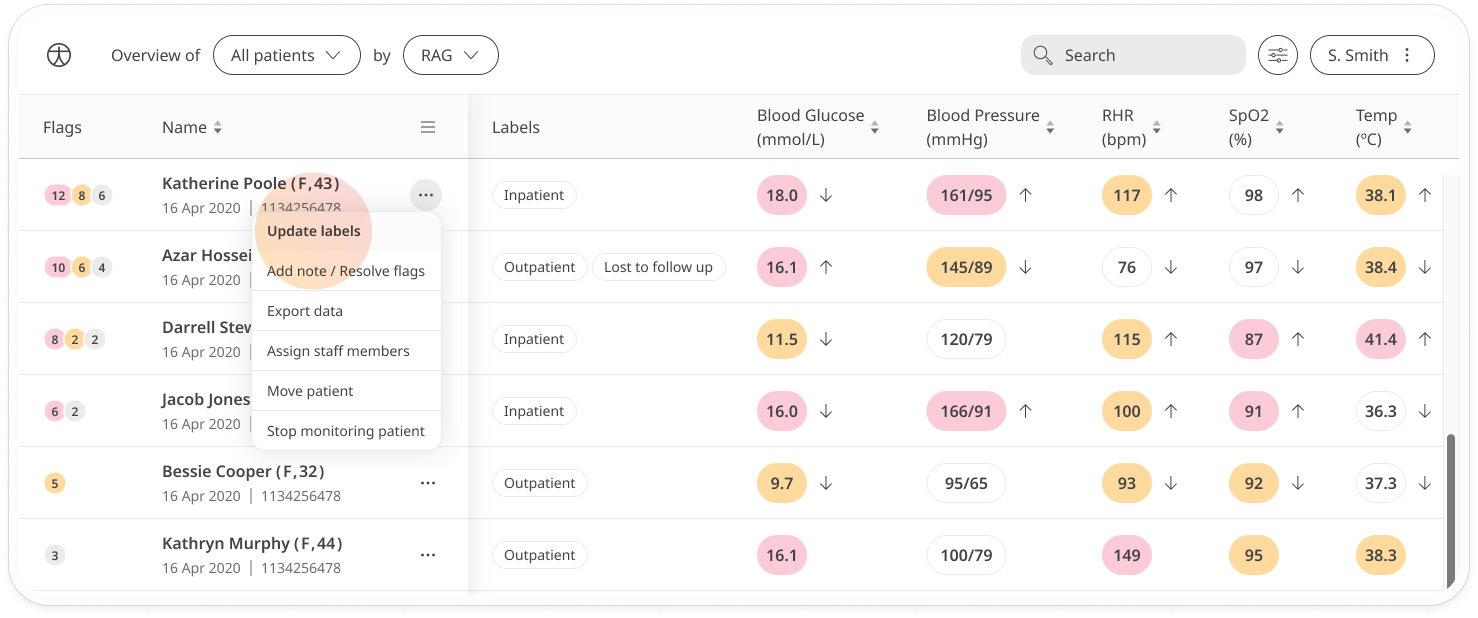 Overview of All patients by RAG Search S. Smith
Flags Name Labels Blood Glucose (mmol/L) Blood Pressure (mmHg) RHR (bpm) SpO2 (%) Temp (ºC)
12 8 6 Katherine Poole (F,43) Inpatient 18.0 ↓ 161/95 ↑ 117 ↑ 98 ↑ 38.1 ↑
16 Apr 2020 | 1134256478
Update labels
10 6 4 Azar Hossei Outpatient Lost to follow up 16.1 ↑ 145/89 ↓ 76 ↓ 97 ↓ 38.4 ↓
16 Apr 2020 |
Add note / Resolve flags
Export data
8 2 2 Darrell Stew Inpatient 11.5 ↓ 120/79 115 ↑ 87 ↑ 41.4 ↑
16 Apr 2020 |
Assign staff members
Move patient
6 2 Jacob Jones Inpatient 16.0 ↓ 166/91 ↑ 100 ↑ 91 ↑ 36.3 ↓
16 Apr 2020 |
Stop monitoring patient
5 Bessie Cooper (F,32) Outpatient 9.7 ↓ 95/65 93 ↓ 92 ↓ 37.3 ↓
16 Apr 2020 | 1134256478
3 Kathryn Murphy (F,44) Outpatient 16.1 100/79 149 95 38.3
16 Apr 2020 | 1134256478